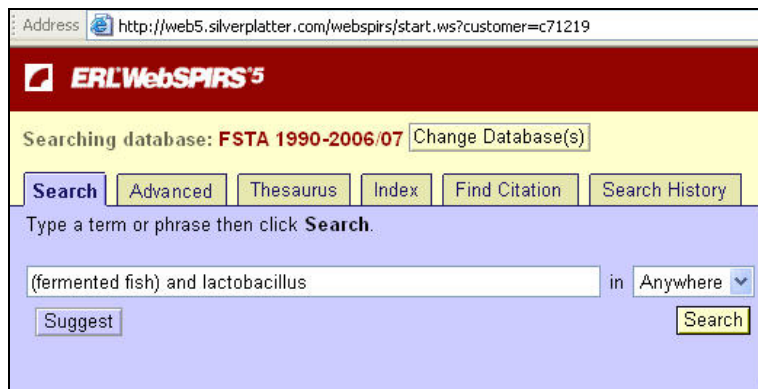 Address http://web5.silverplatter.com/webspirs/start.ws?customer=c71219
ERL®WebSPIRS®5
Searching database: FSTA 1990-2006/07 Change Database(s)
Search Advanced Thesaurus Index Find Citation Search History
Type a term or phrase then click Search.
(fermented fish) and lactobacillus in Anywhere
Suggest Search